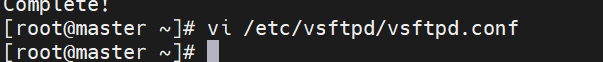 Complete!
[root@master ~]# vi /etc/vsftpd/vsftpd.conf
[root@master ~]#